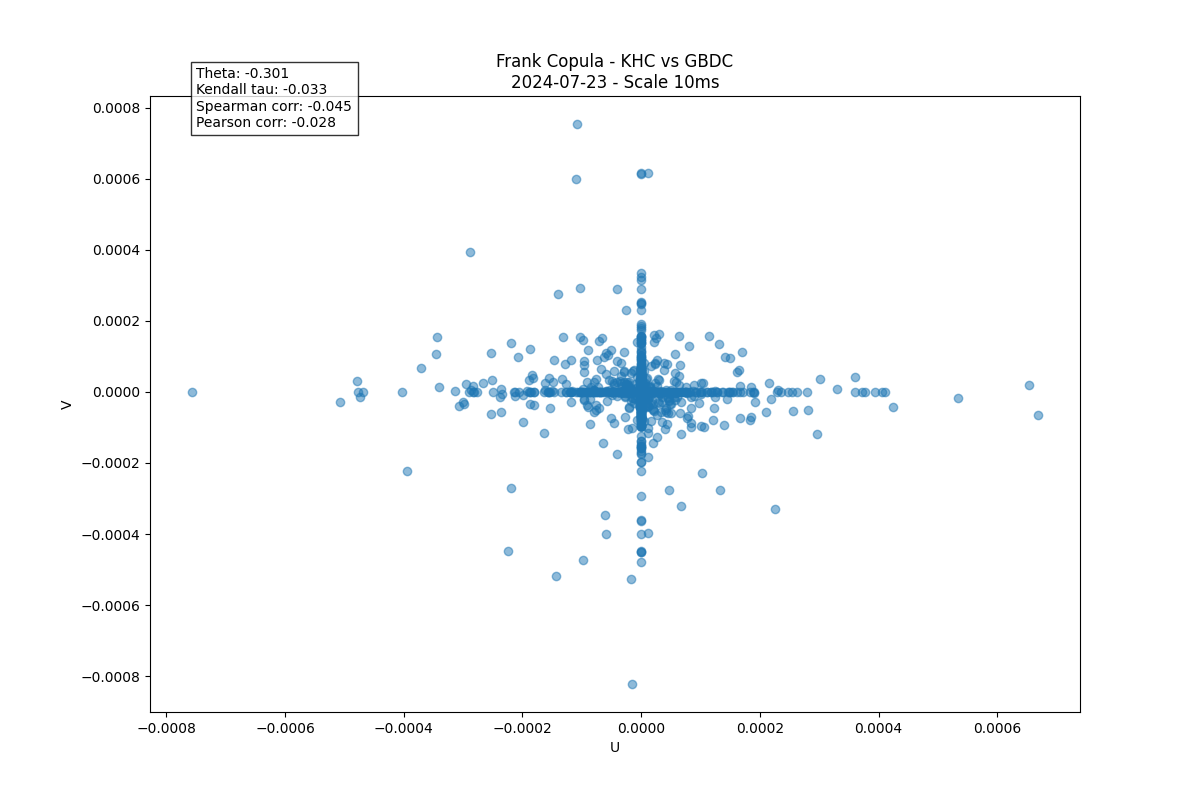 Frank Copula - KHC vs GBDC
2024-07-23 - Scale 10ms
Theta: -0.301
Kendall tau: -0.033
Spearman corr: -0.045
Pearson corr: -0.028
0.0008
0.0006
0.0004
0.0002
0.0000
−0.0002
−0.0004
−0.0006
−0.0008
V
−0.0008 −0.0006 −0.0004 −0.0002 0.0000 0.0002 0.0004 0.0006
U